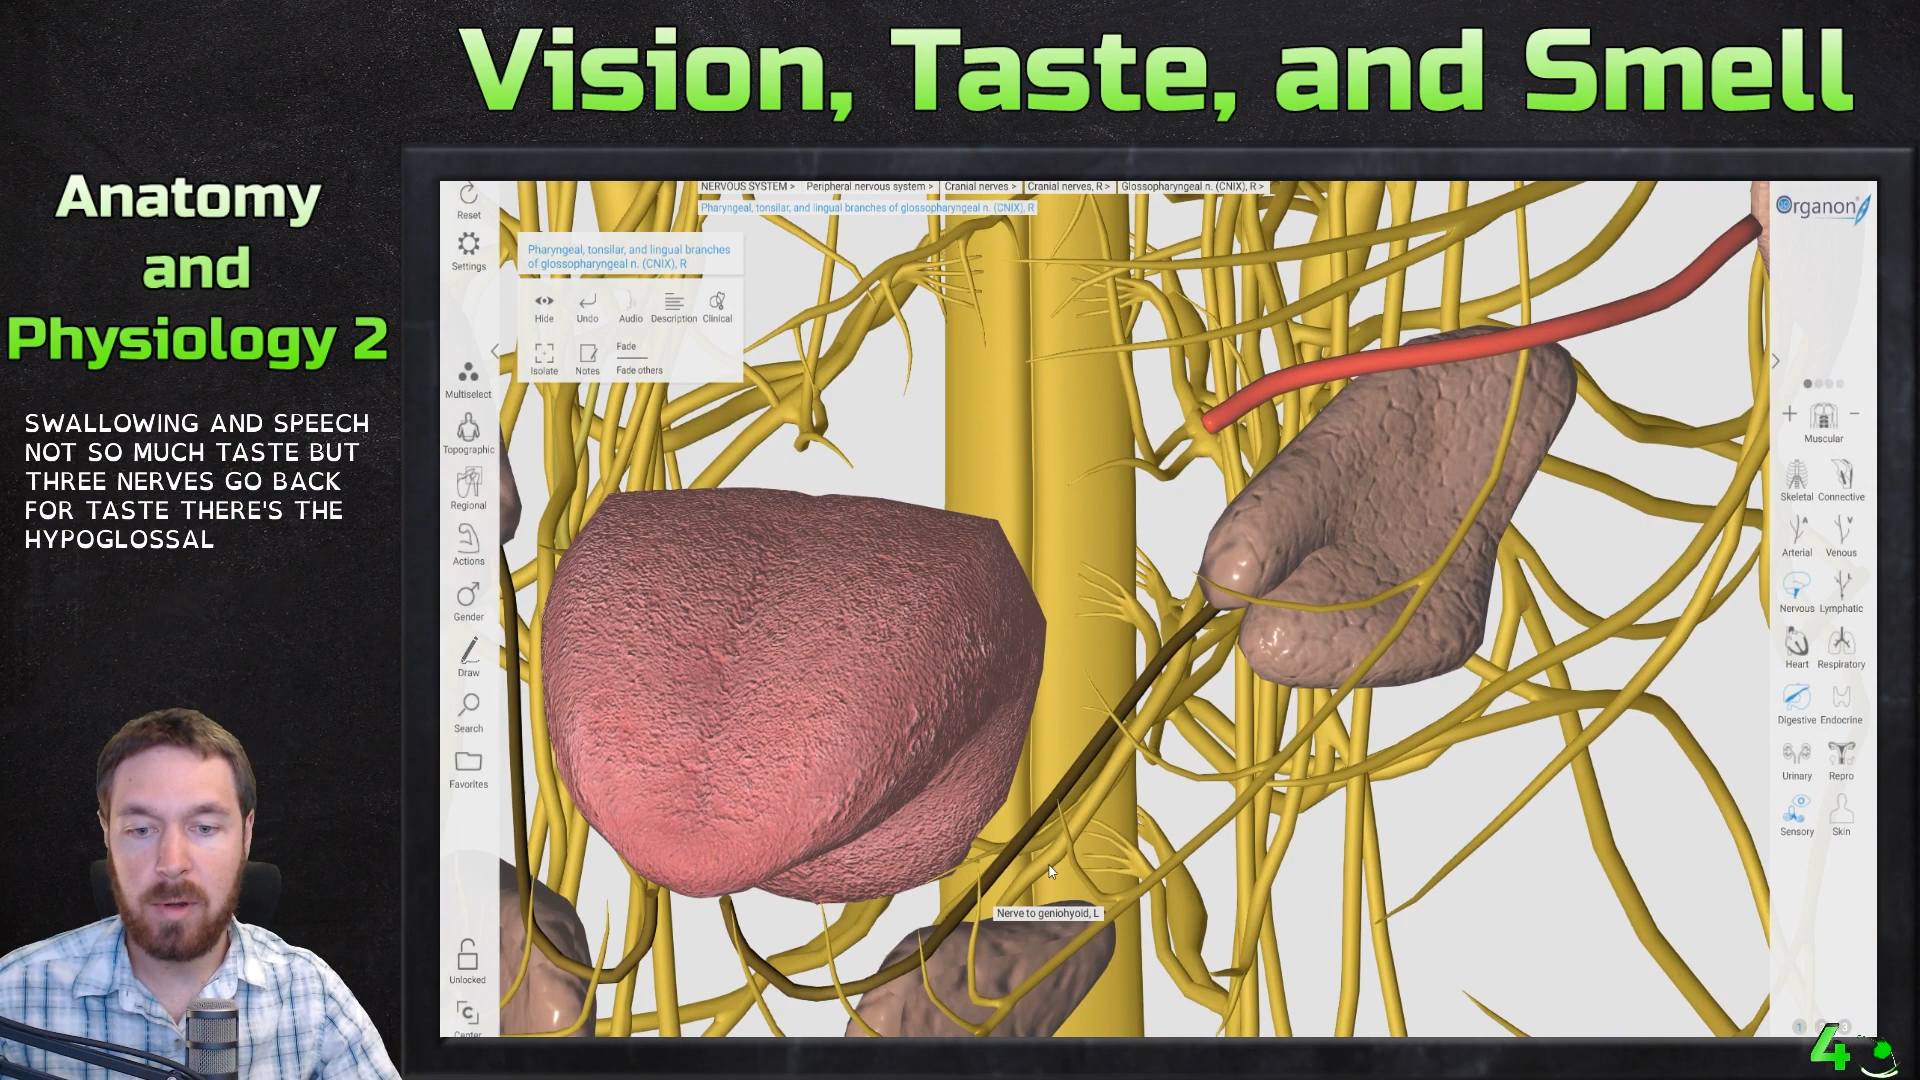 Vision, Taste, and Smell
Anatomy
and
Physiology 2
SWALLOWING AND SPEECH
NOT SO MUCH TASTE BUT
THREE NERVES GO BACK
FOR TASTE THERE'S THE
HYPOGLOSSAL
NERVOUS SYSTEM > Peripheral nervous system > Cranial nerves > Cranial nerves, R > Glossopharyngeal n. (CNIX), R >
Pharyngeal, tonsilar, and lingual branches of glossopharyngeal n. (CNIX), R
Pharyngeal, tonsilar, and lingual branches
of glossopharyngeal n. (CNIX), R
Hide Undo Audio Description Clinical
Isolate Notes Fade
Fade others
Reset
Settings
Multiselect
Topographic
Regional
Actions
Gender
Draw
Search
Favorites
Unlocked
Center
Nerve to geniohyoid, L
3D Organon
Muscular
Skeletal Connective
Arterial Venous
Nervous Lymphatic
Heart Respiratory
Digestive Endocrine
Urinary Repro
Sensory Skin
1 3
4